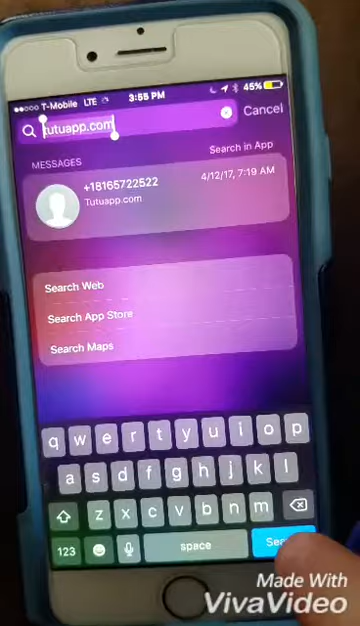 T-Mobile LTE 3:55 PM 45%
tutuapp.com Cancel
MESSAGES Search in App
+18165722522 4/12/17, 7:19 AM
Tutuapp.com
Search Web
Search App Store
Search Maps
q w e r t y u i o p
a s d f g h j k l
z x c v b n m
123 space Sea
Made With
VivaVideo